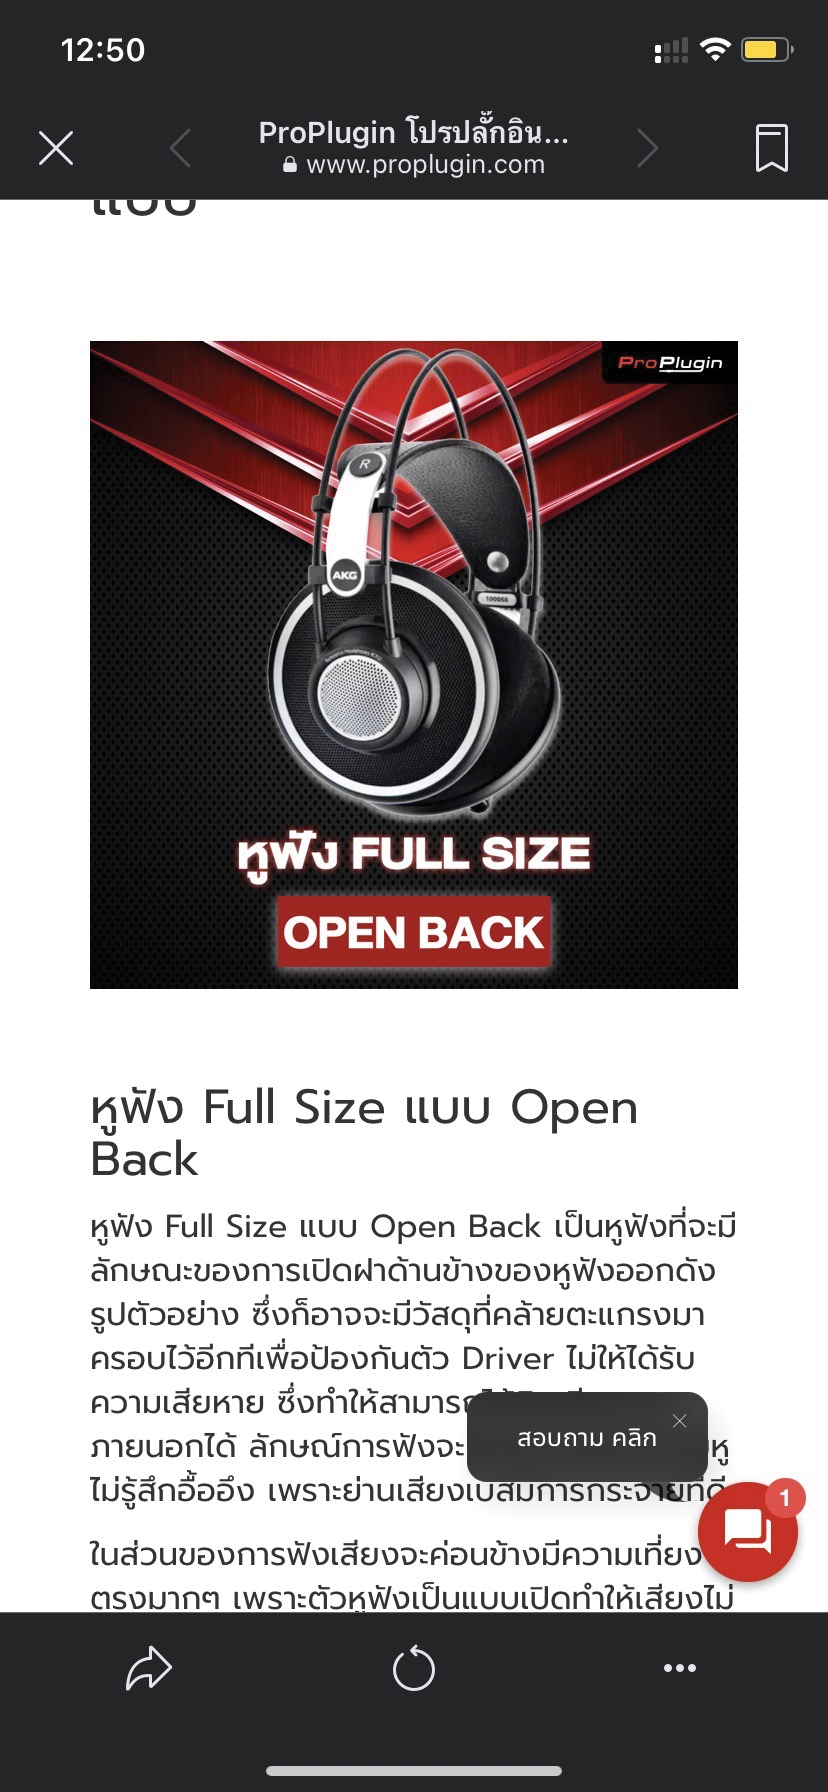 12:50
ProPlugin โปรปลั๊กอิน...
www.proplugin.com
แบบ
ProPlugin
R
AKG
หูฟัง FULL SIZE
OPEN BACK
หูฟัง Full Size แบบ Open
Back
หูฟัง Full Size แบบ Open Back เป็นหูฟังที่จะมี
ลักษณะของการเปิดฝาด้านข้างของหูฟังออกดัง
รูปตัวอย่าง ซึ่งก็อาจจะมีวัสดุที่คล้ายตะแกรงมา
ครอบไว้อีกทีเพื่อป้องกันตัว Driver ไม่ให้ได้รับ
ความเสียหาย ซึ่งทำให้สามารถ
ภายนอกได้ ลักษณ์การฟังจะ
สอบถาม คลิก
ไม่รู้สึกอื้ออึง เพราะย่านเสียงเบสมีการกระจายที่ดี
1
ในส่วนของการฟังเสียงจะค่อนข้างมีความเที่ยง
ตรงมากๆ เพราะตัวหูฟังเป็นแบบเปิดทำให้เสียงไม่